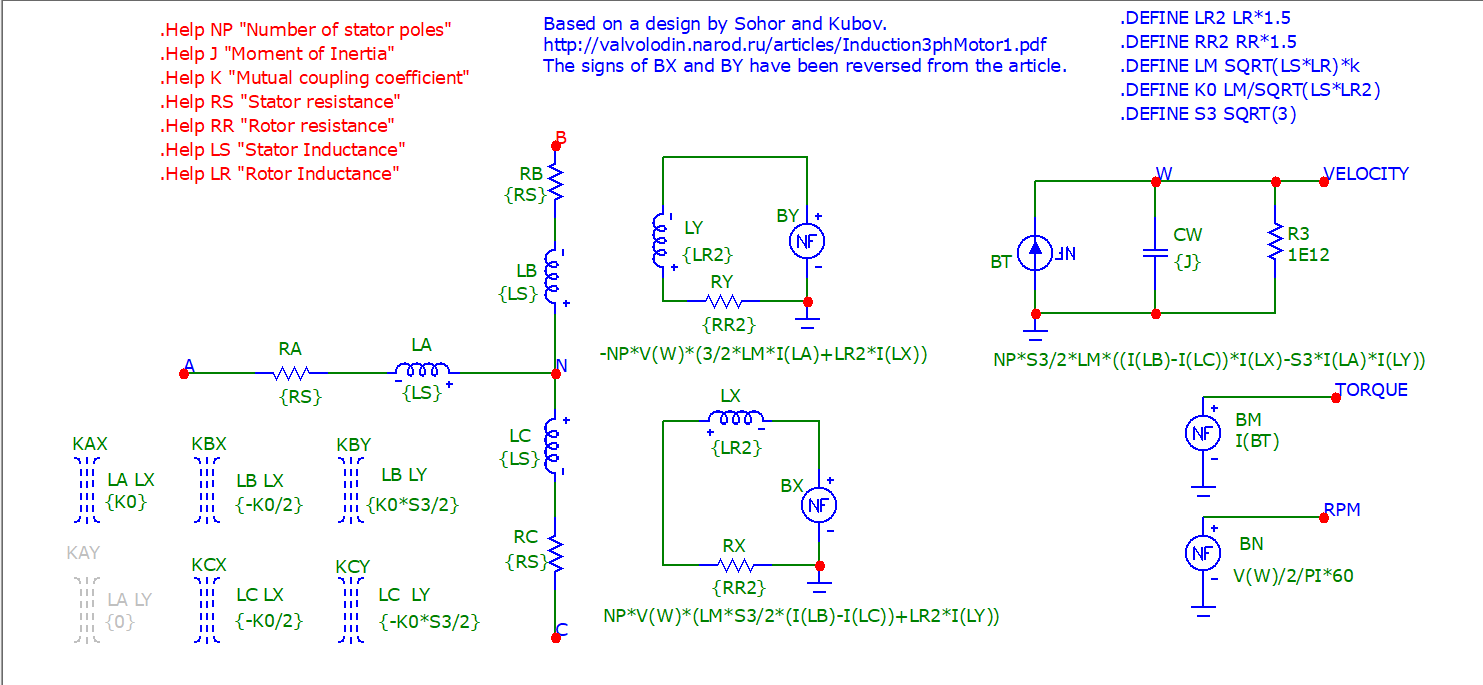 .Help NP "Number of stator poles"
.Help J "Moment of Inertia"
.Help K "Mutual coupling coefficient"
.Help RS "Stator resistance"
.Help RR "Rotor resistance"
.Help LS "Stator Inductance"
.Help LR "Rotor Inductance"
Based on a design by Sohor and Kubov.
http://valvolodin.narod.ru/articles/Induction3phMotor1.pdf
The signs of BX and BY have been reversed from the article.
.DEFINE LR2 LR*1.5
.DEFINE RR2 RR*1.5
.DEFINE LM SQRT(LS*LR)*k
.DEFINE K0 LM/SQRT(LS*LR2)
.DEFINE S3 SQRT(3)
B
RB
{RS}
LB
{LS}
A
RA
{RS}
LA
{LS}
N
LC
{LS}
RC
{RS}
C
LY
{LR2}
BY
NF
RY
{RR2}
-NP*V(W)*(3/2*LM*I(LA)+LR2*I(LX))
LX
{LR2}
BX
NF
RX
{RR2}
NP*V(W)*(LM*S3/2*(I(LB)-I(LC))+LR2*I(LY))
W
VELOCITY
BT
NF
CW
{J}
R3
1E12
NP*S3/2*LM*((I(LB)-I(LC))*I(LX)-S3*I(LA)*I(LY))
TORQUE
NF
BM
I(BT)
RPM
NF
BN
V(W)/2/PI*60
KAX
LA LX
{K0}
KBX
LB LX
{-K0/2}
KBY
LB LY
{K0*S3/2}
KAY
LA LY
{0}
KCX
LC LX
{-K0/2}
KCY
LC LY
{-K0*S3/2}